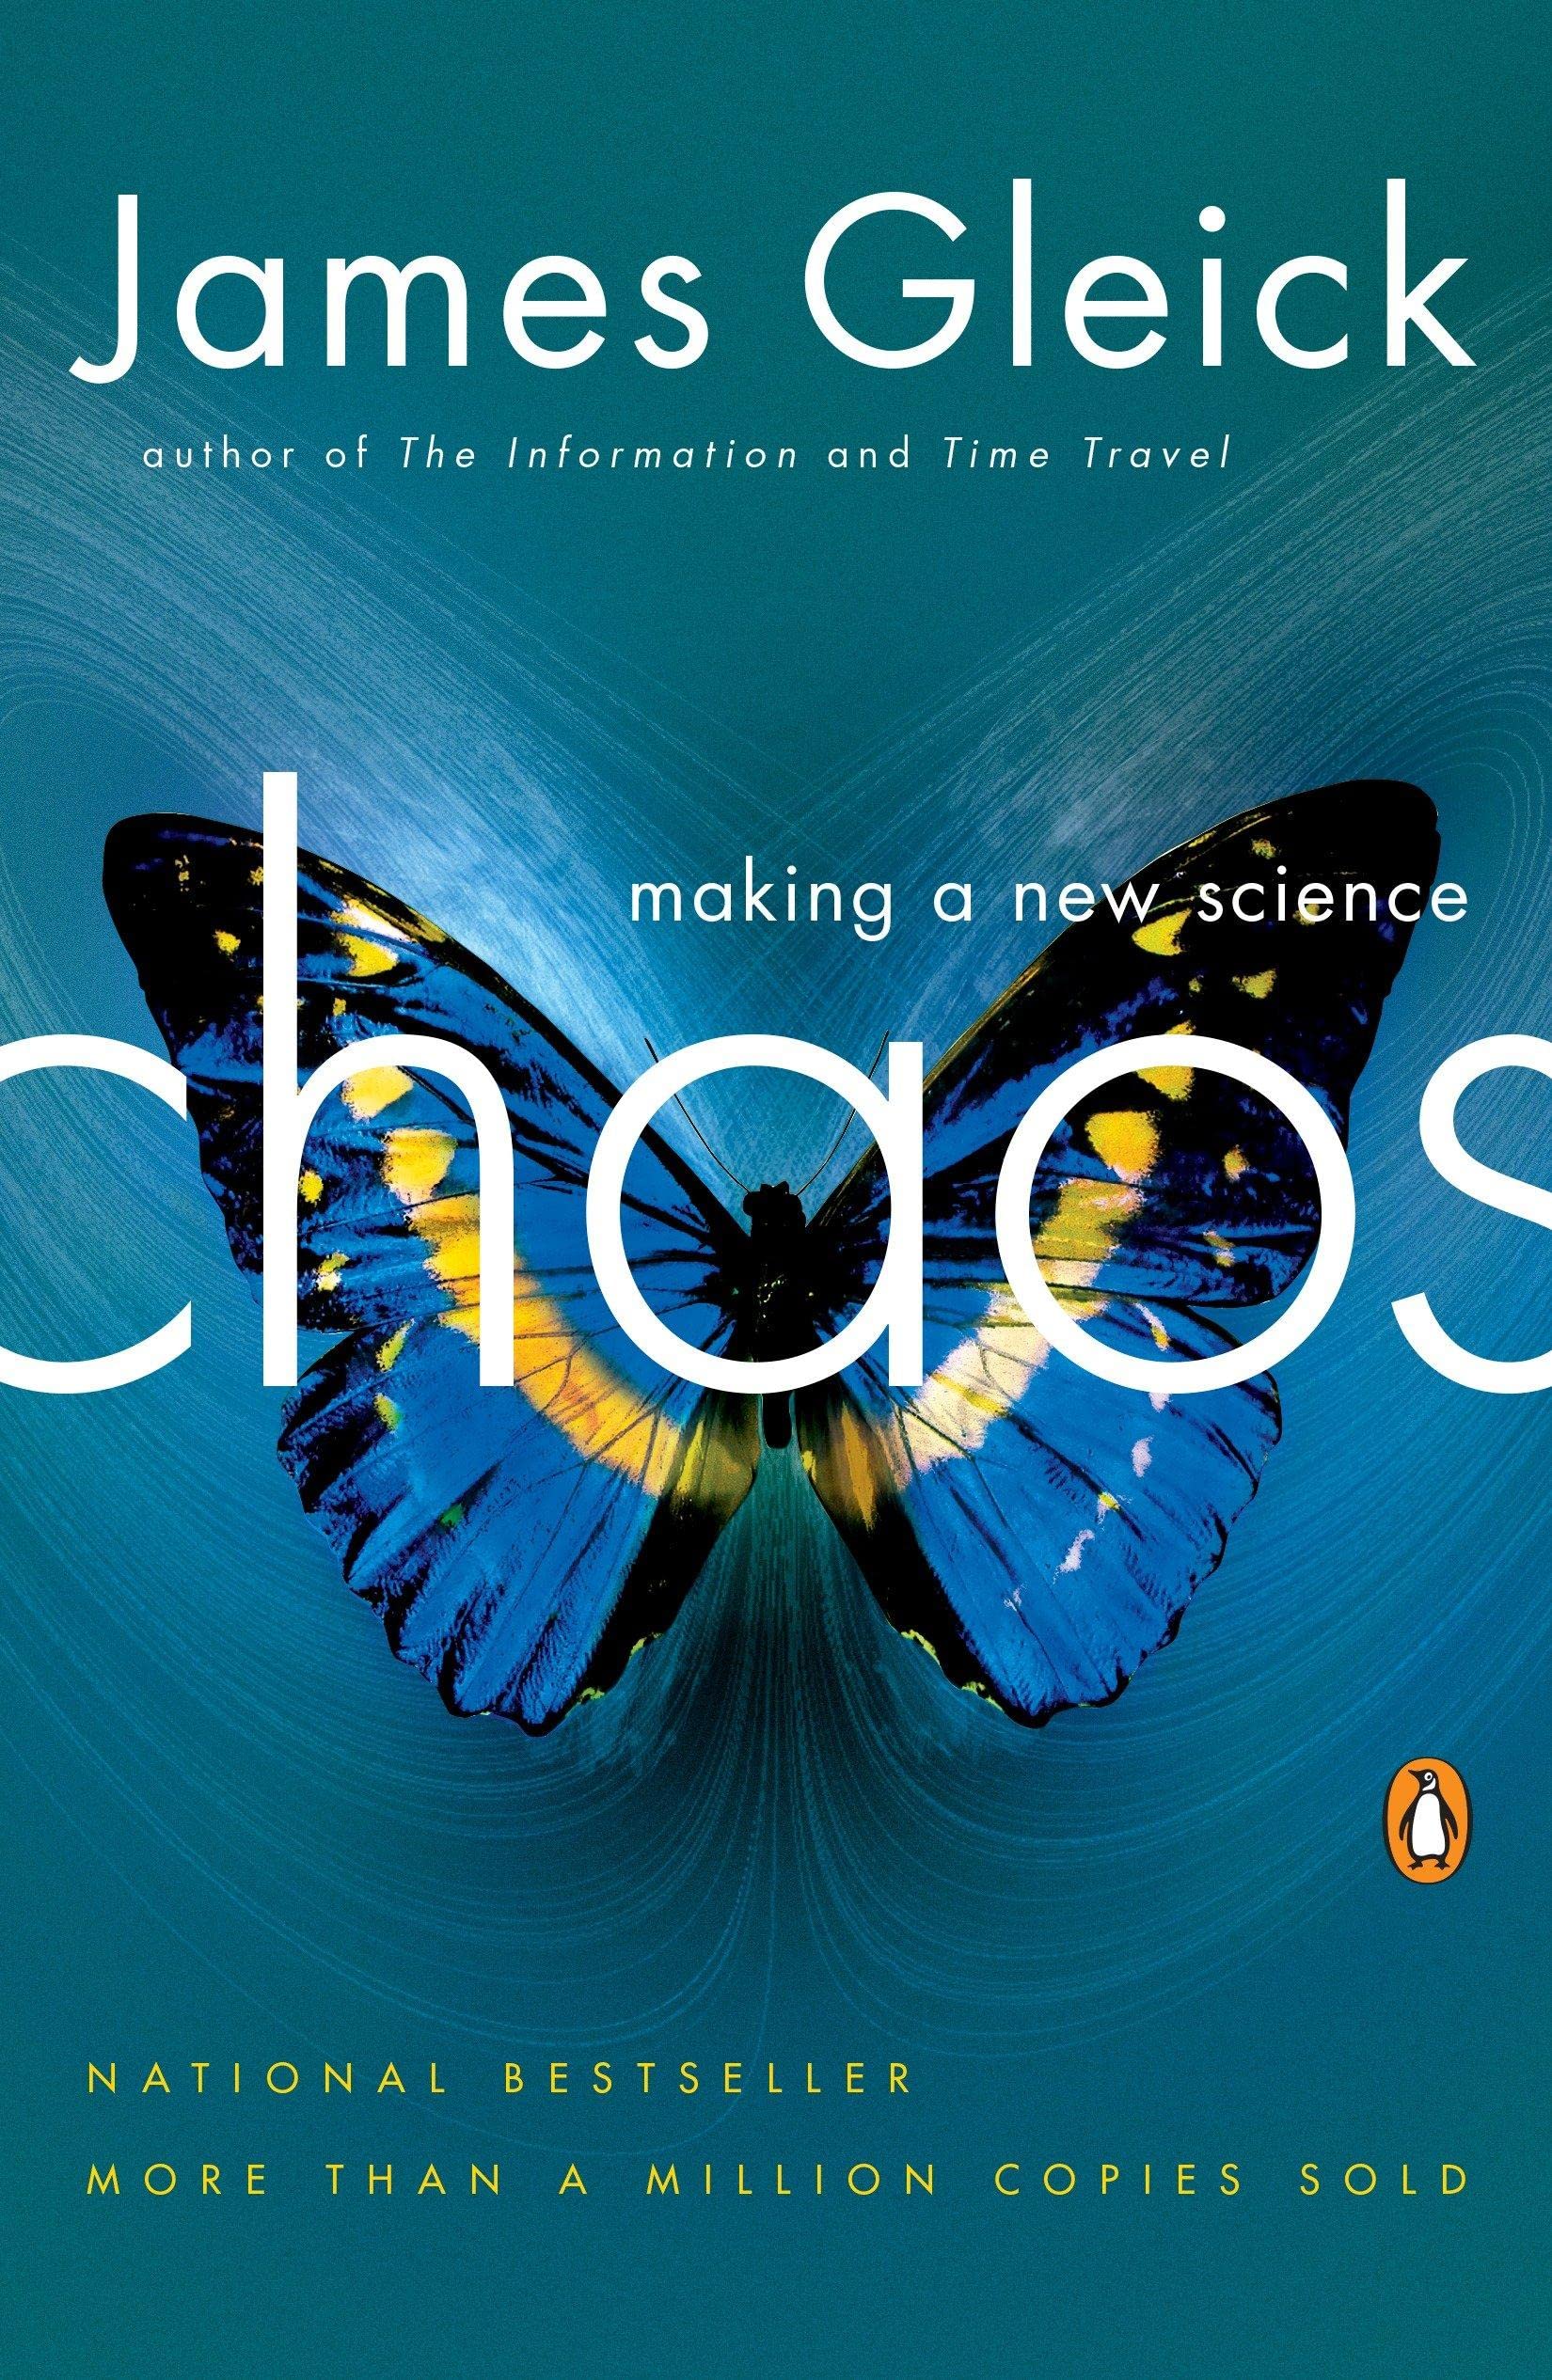 James Gleick
author of The Information and Time Travel
making a new science
chaos
NATIONAL BESTSELLER
MORE THAN A MILLION COPIES SOLD